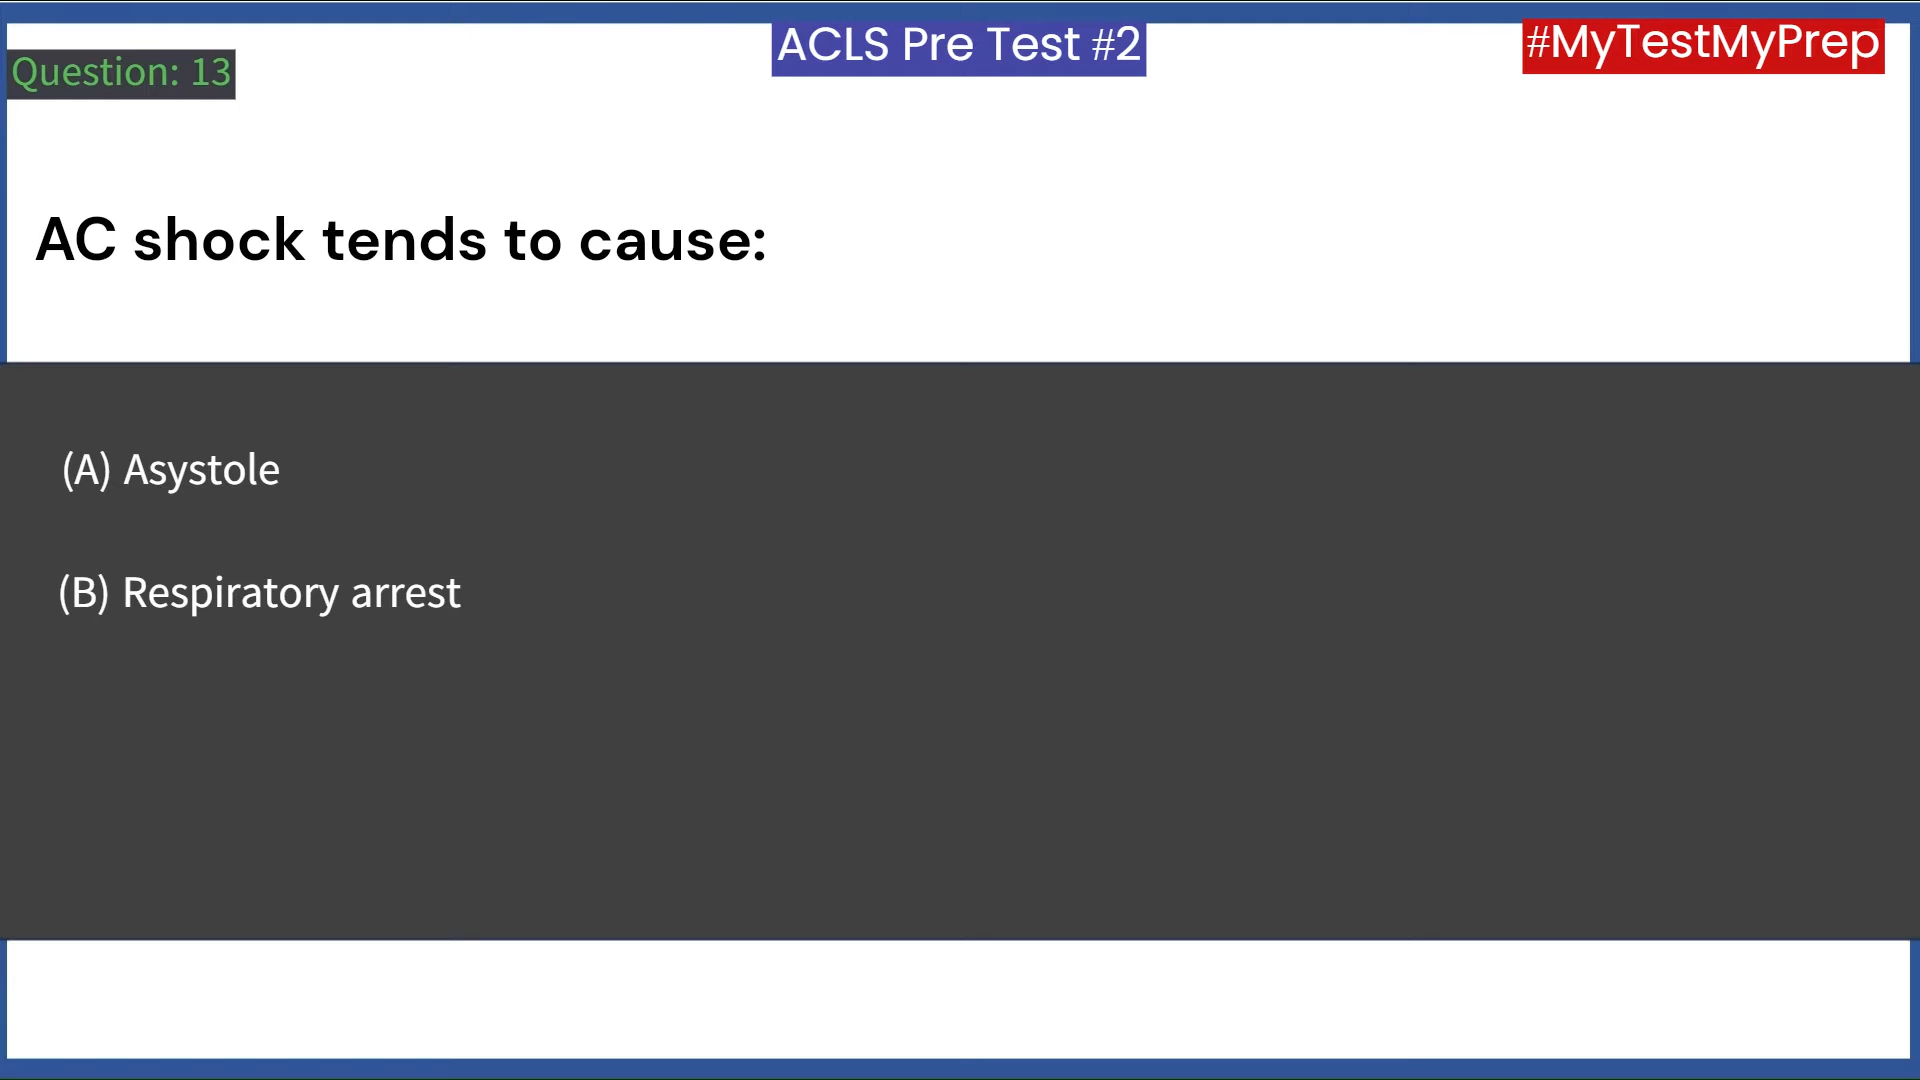 ACLS Pre Test #2
#MyTestMyPrep
Question: 13
AC shock tends to cause:
(A) Asystole
(B) Respiratory arrest